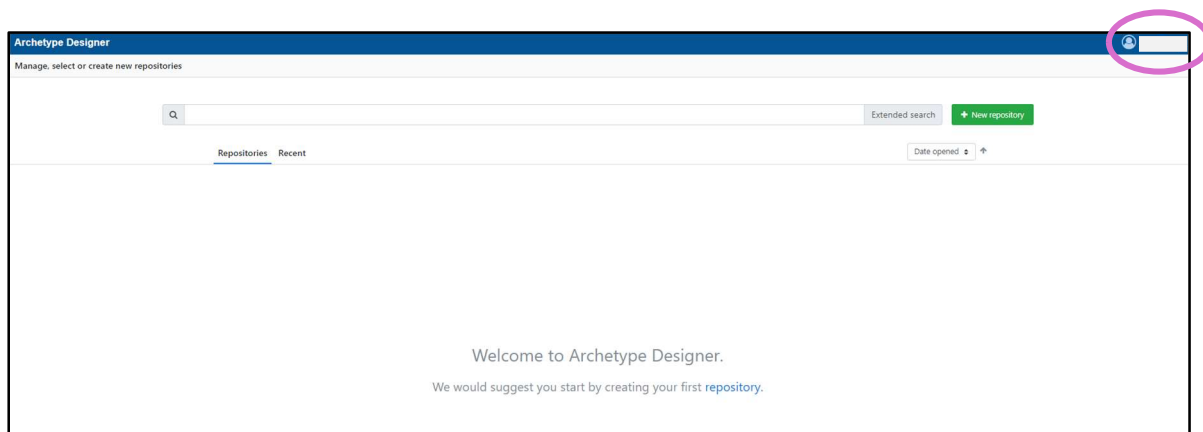 Archetype Designer
Manage, select or create new repositories
Extended search
+ New repository
Repositories Recent
Date opened
Welcome to Archetype Designer.
We would suggest you start by creating your first repository.